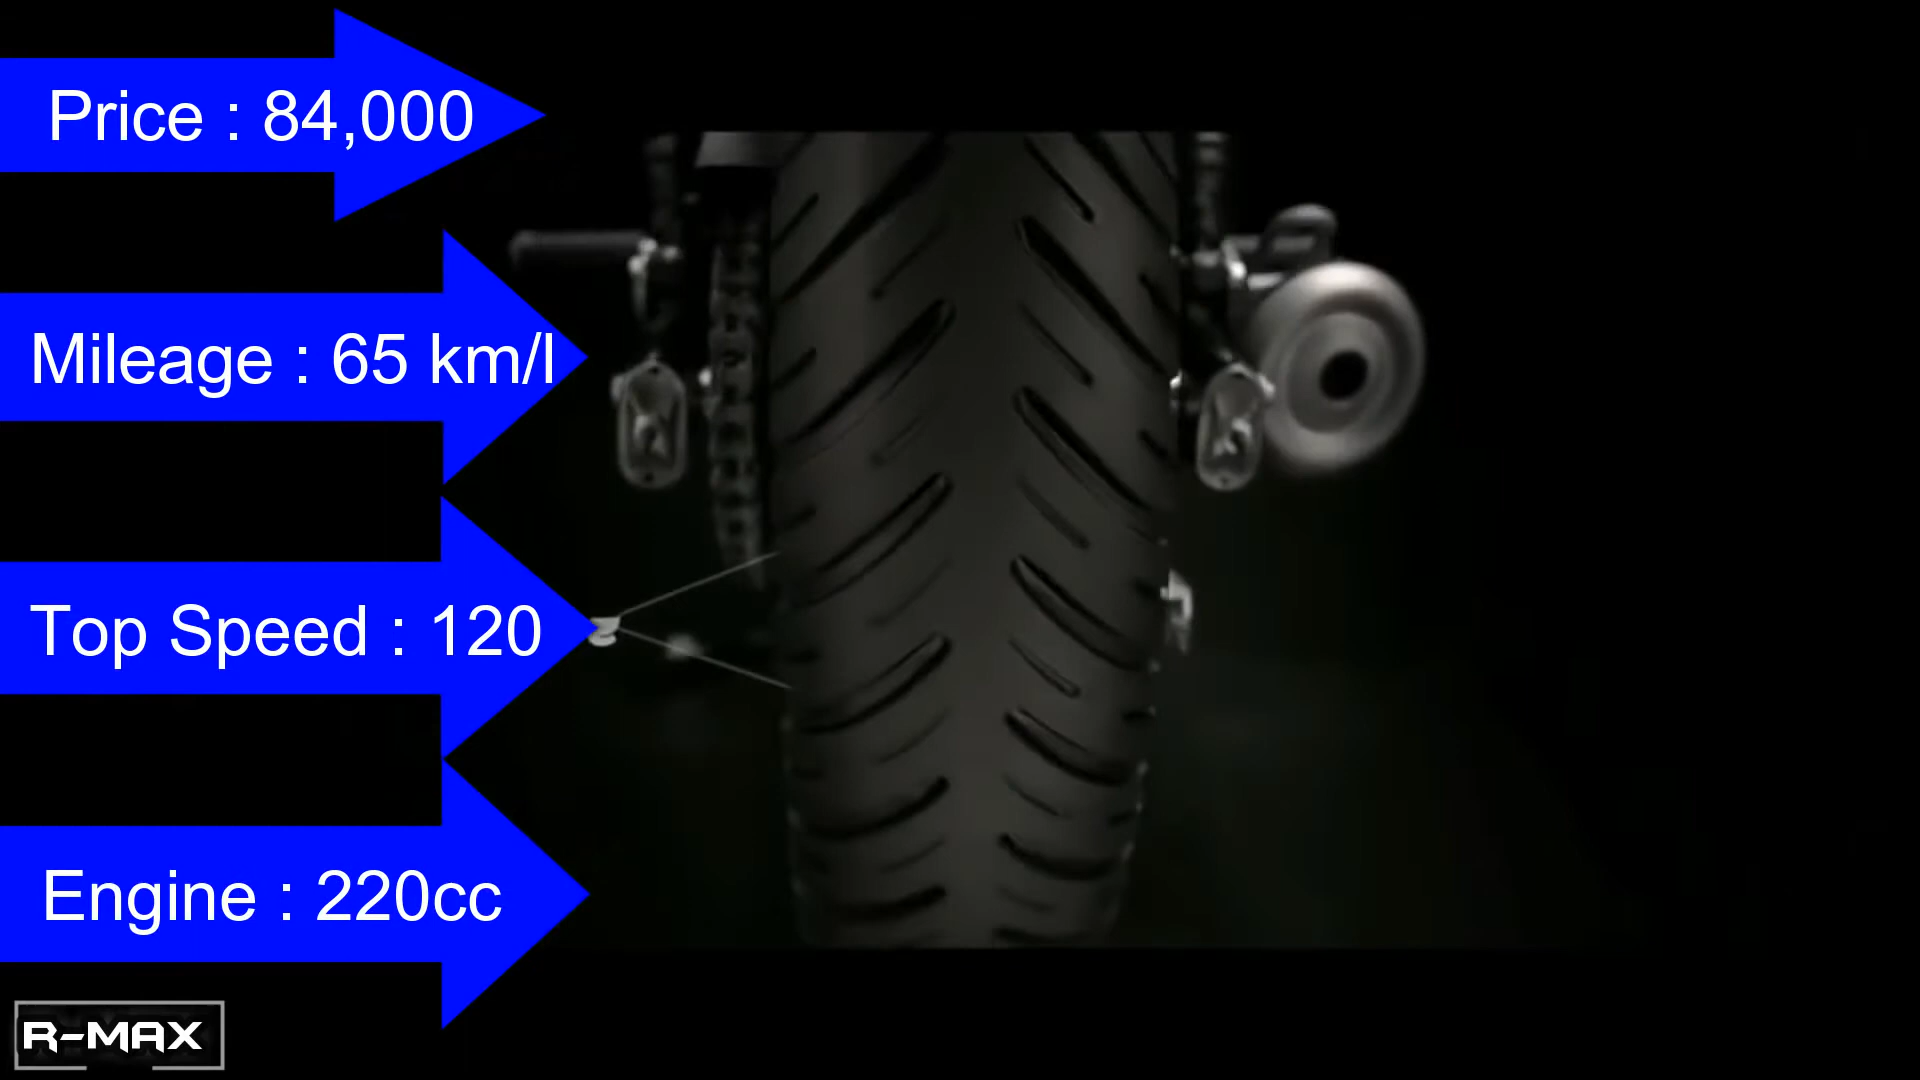 Price : 84,000
Mileage : 65 km/l
Top Speed : 120
Engine : 220cc
R-MAX